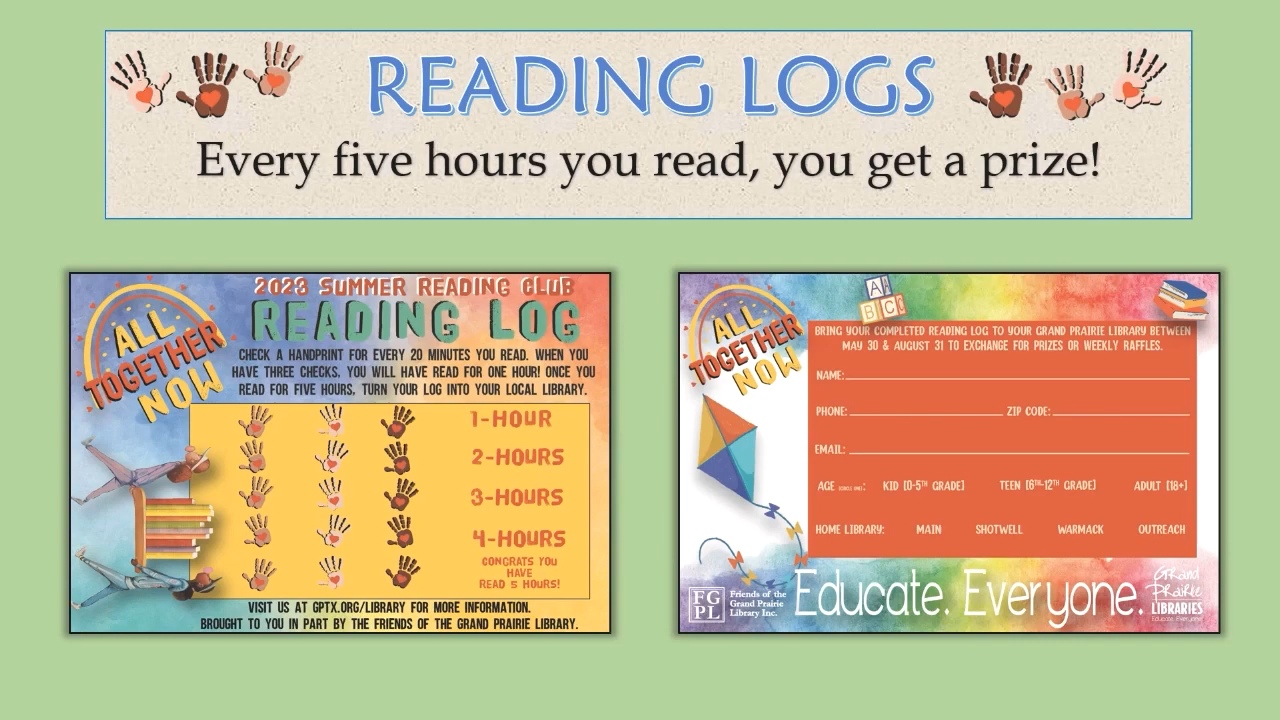 READING LOGS
Every five hours you read, you get a prize!
ALL
TOGETHER
NOW
2023 SUMMER READING CLUB
READING LOG
CHECK A HANDPRINT FOR EVERY 20 MINUTES YOU READ. WHEN YOU
HAVE THREE CHECKS, YOU WILL HAVE READ FOR ONE HOUR! ONCE YOU
READ FOR FIVE HOURS, TURN YOUR LOG INTO YOUR LOCAL LIBRARY.
1-HOUR
2-HOURS
3-HOURS
4-HOURS
CONGRATS YOU
HAVE
READ 5 HOURS!
VISIT US AT GPTX.ORG/LIBRARY FOR MORE INFORMATION.
BROUGHT TO YOU IN PART BY THE FRIENDS OF THE GRAND PRAIRIE LIBRARY.
ALL
TOGETHER
NOW
A A
B C C
BRING YOUR COMPLETED READING LOG TO YOUR GRAND PRAIRIE LIBRARY BETWEEN
MAY 30 & AUGUST 31 TO EXCHANGE FOR PRIZES OR WEEKLY RAFFLES.
NAME:
PHONE: ZIP CODE:
EMAIL:
AGE (CIRCLE ONE): KID [0-5TH GRADE] TEEN [6TH-12TH GRADE] ADULT [18+]
HOME LIBRARY: MAIN SHOTWELL WARMACK OUTREACH
FG
PL
Friends of the
Grand Prairie
Library Inc.
Educate. Everyone.
Grand
Prairie
LIBRARIES
Educate. Everyone.